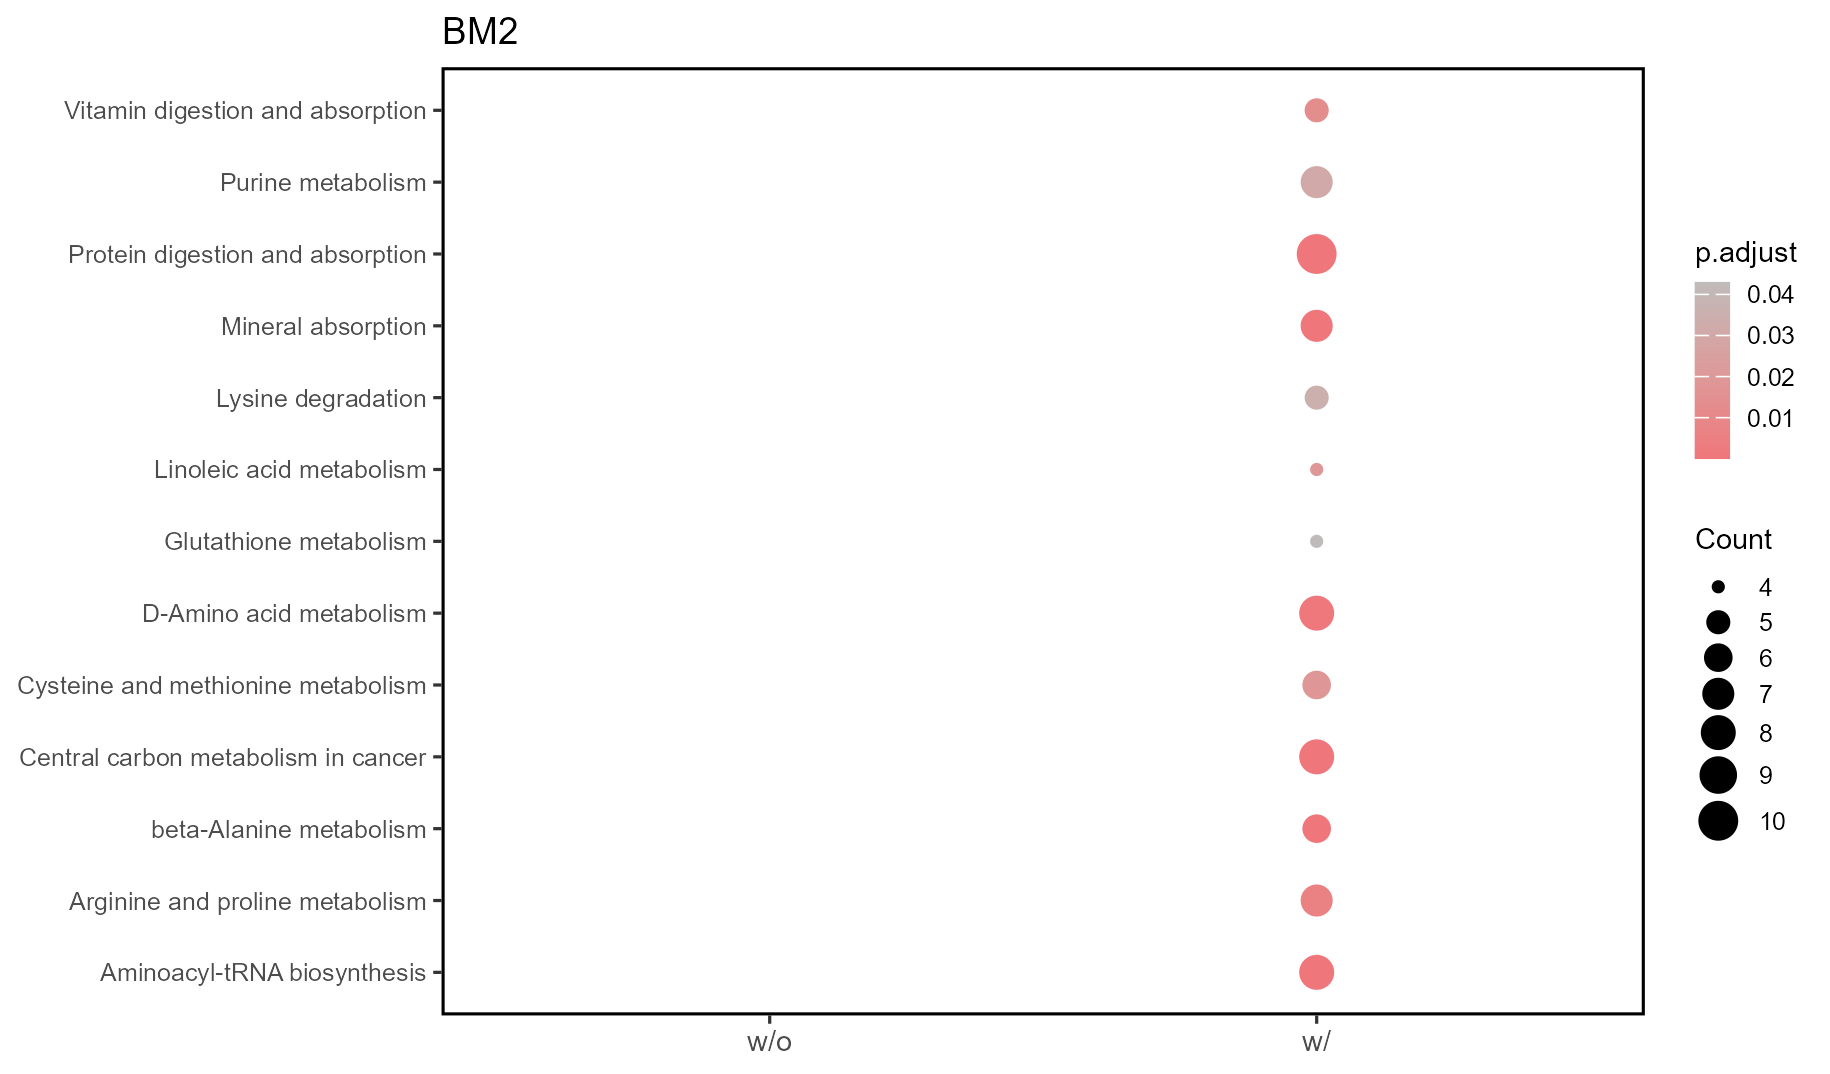 BM2
Vitamin digestion and absorption
Purine metabolism
Protein digestion and absorption
Mineral absorption
Lysine degradation
Linoleic acid metabolism
Glutathione metabolism
D-Amino acid metabolism
Cysteine and methionine metabolism
Central carbon metabolism in cancer
beta-Alanine metabolism
Arginine and proline metabolism
Aminoacyl-tRNA biosynthesis
w/o
w/
p.adjust
0.04
0.03
0.02
0.01
Count
4
5
6
7
8
9
10